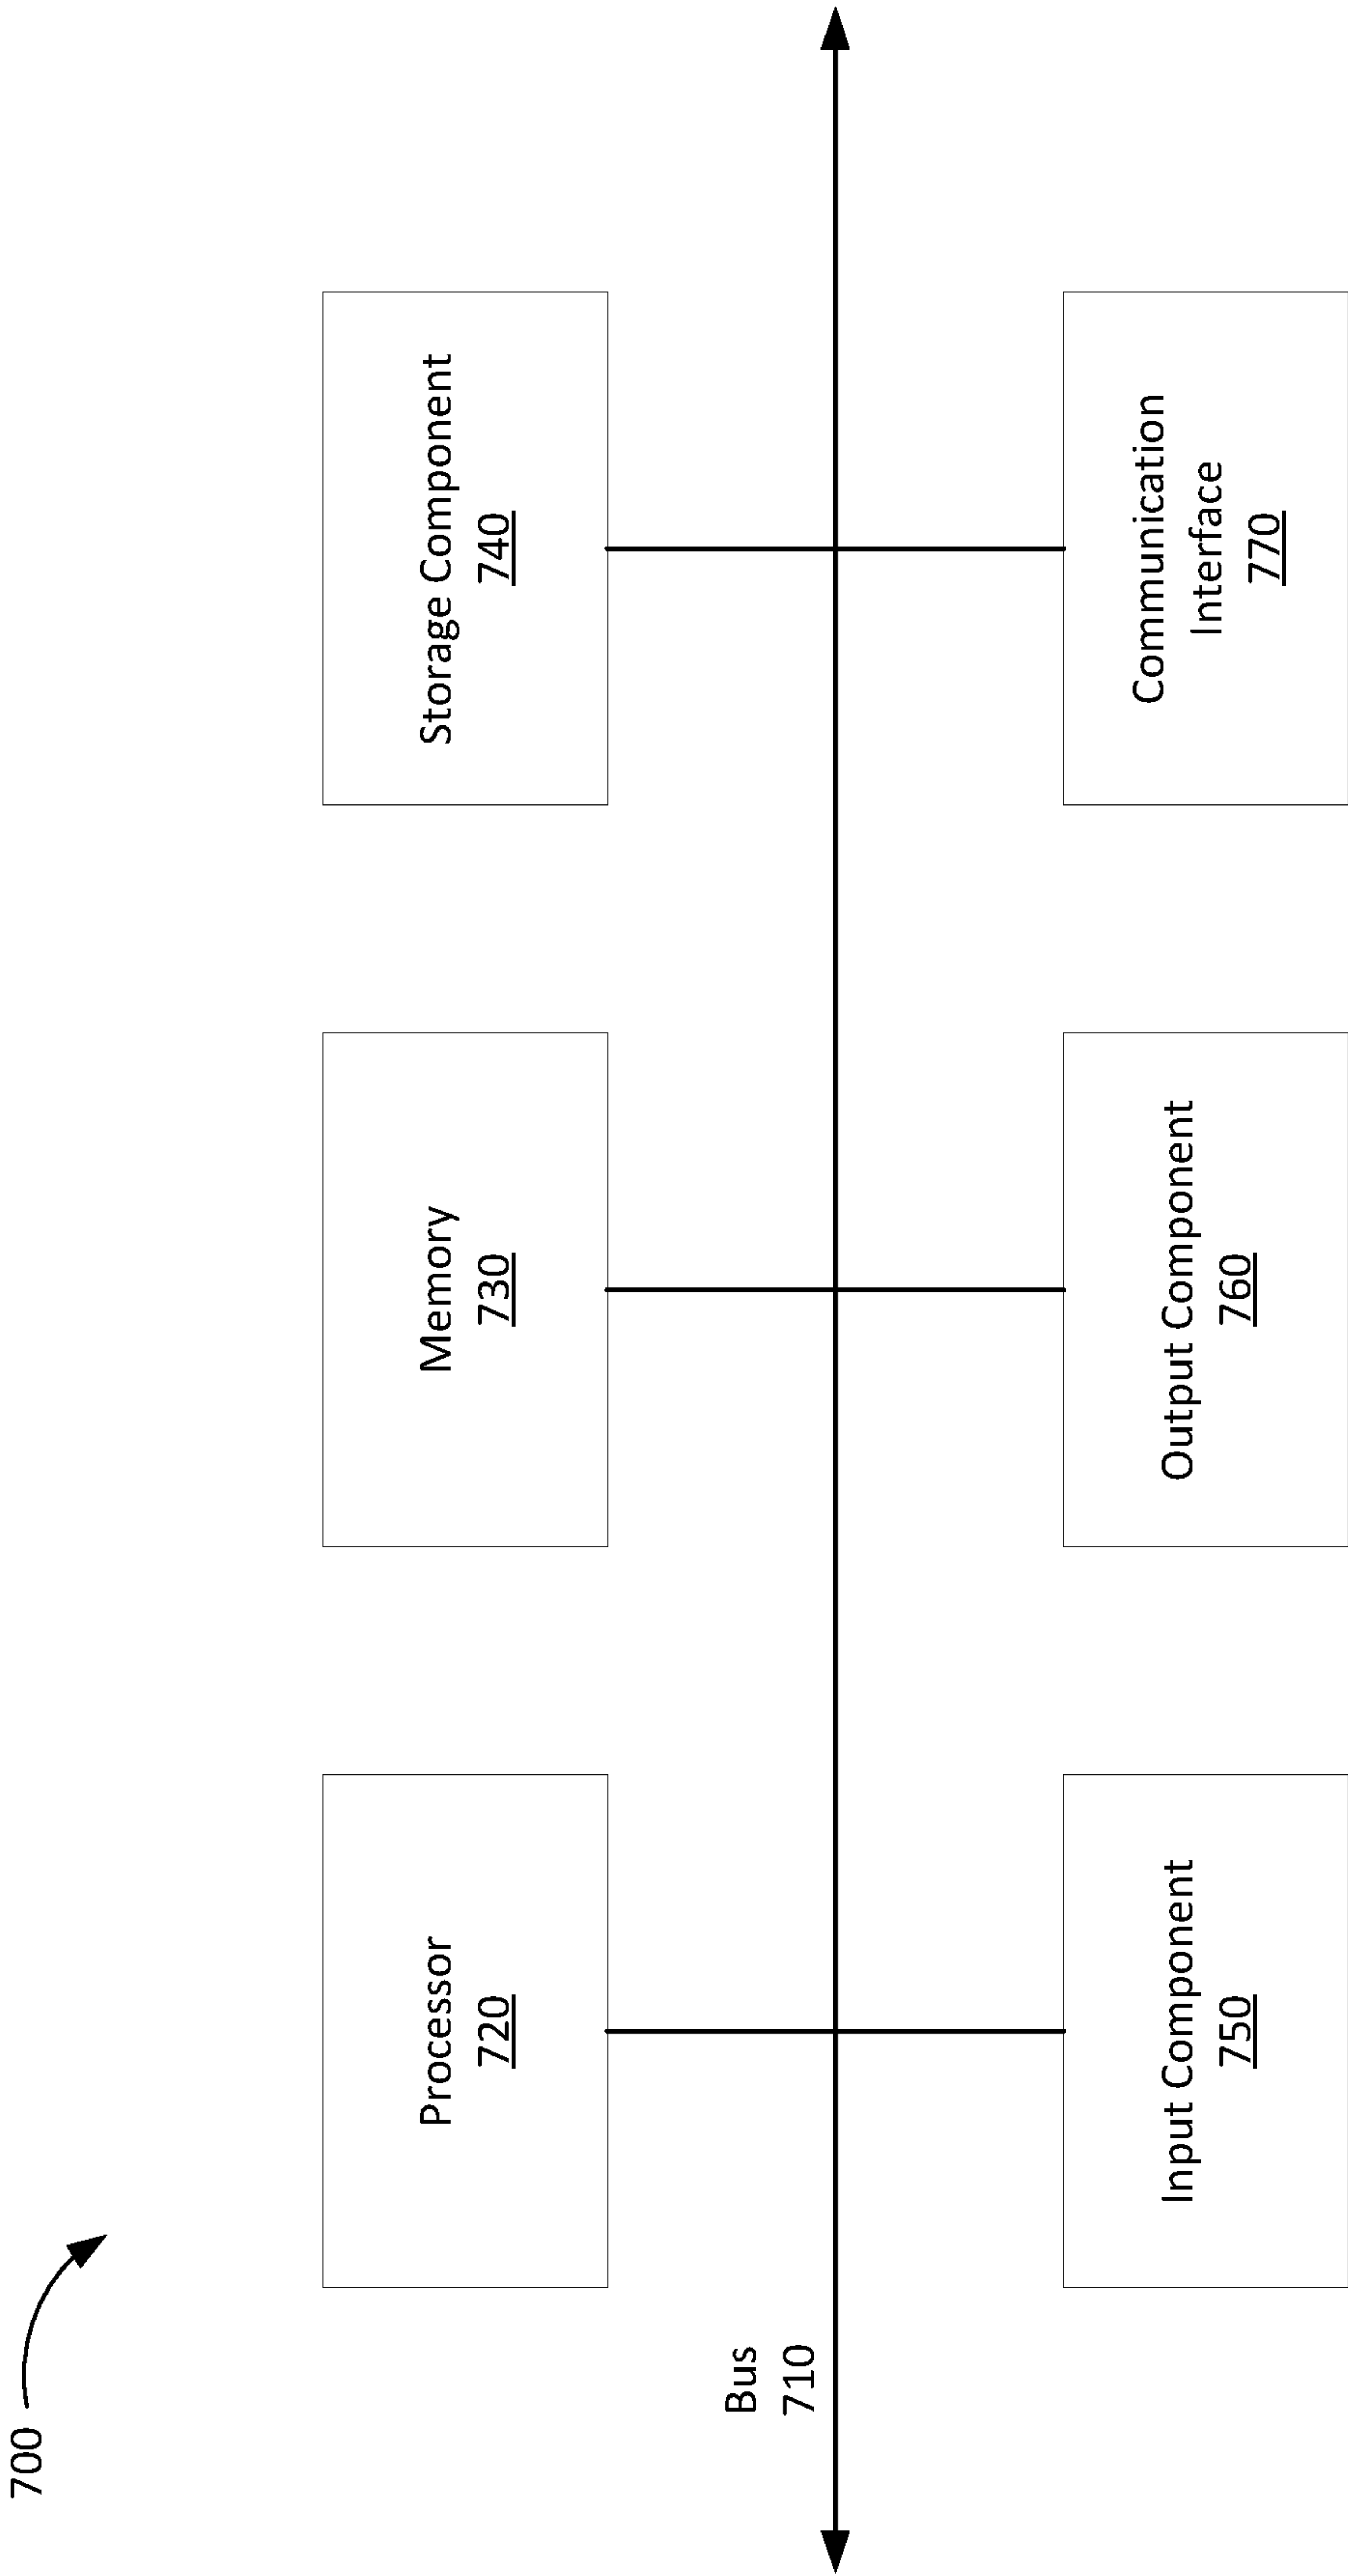 700
Processor
720
Memory
730
Storage Component
740
Bus
710
Input Component
750
Output Component
760
Communication
Interface
770